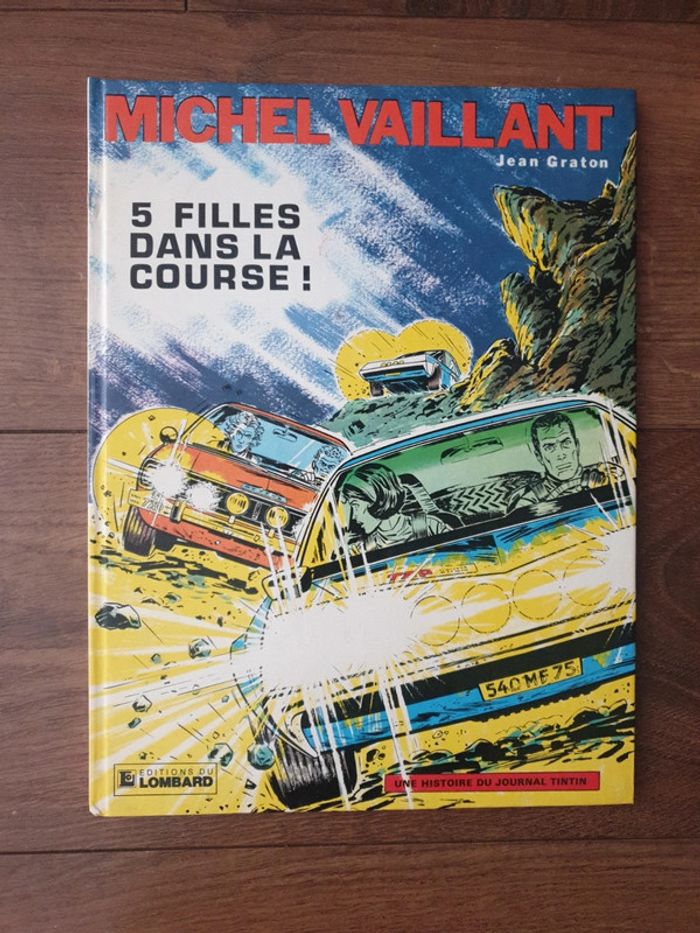 MICHEL VAILLANT
Jean Graton
5 FILLES
DANS LA
COURSE !
540 ME 75
EDITIONS DU
LOMBARD
UNE HISTOIRE DU JOURNAL TINTIN